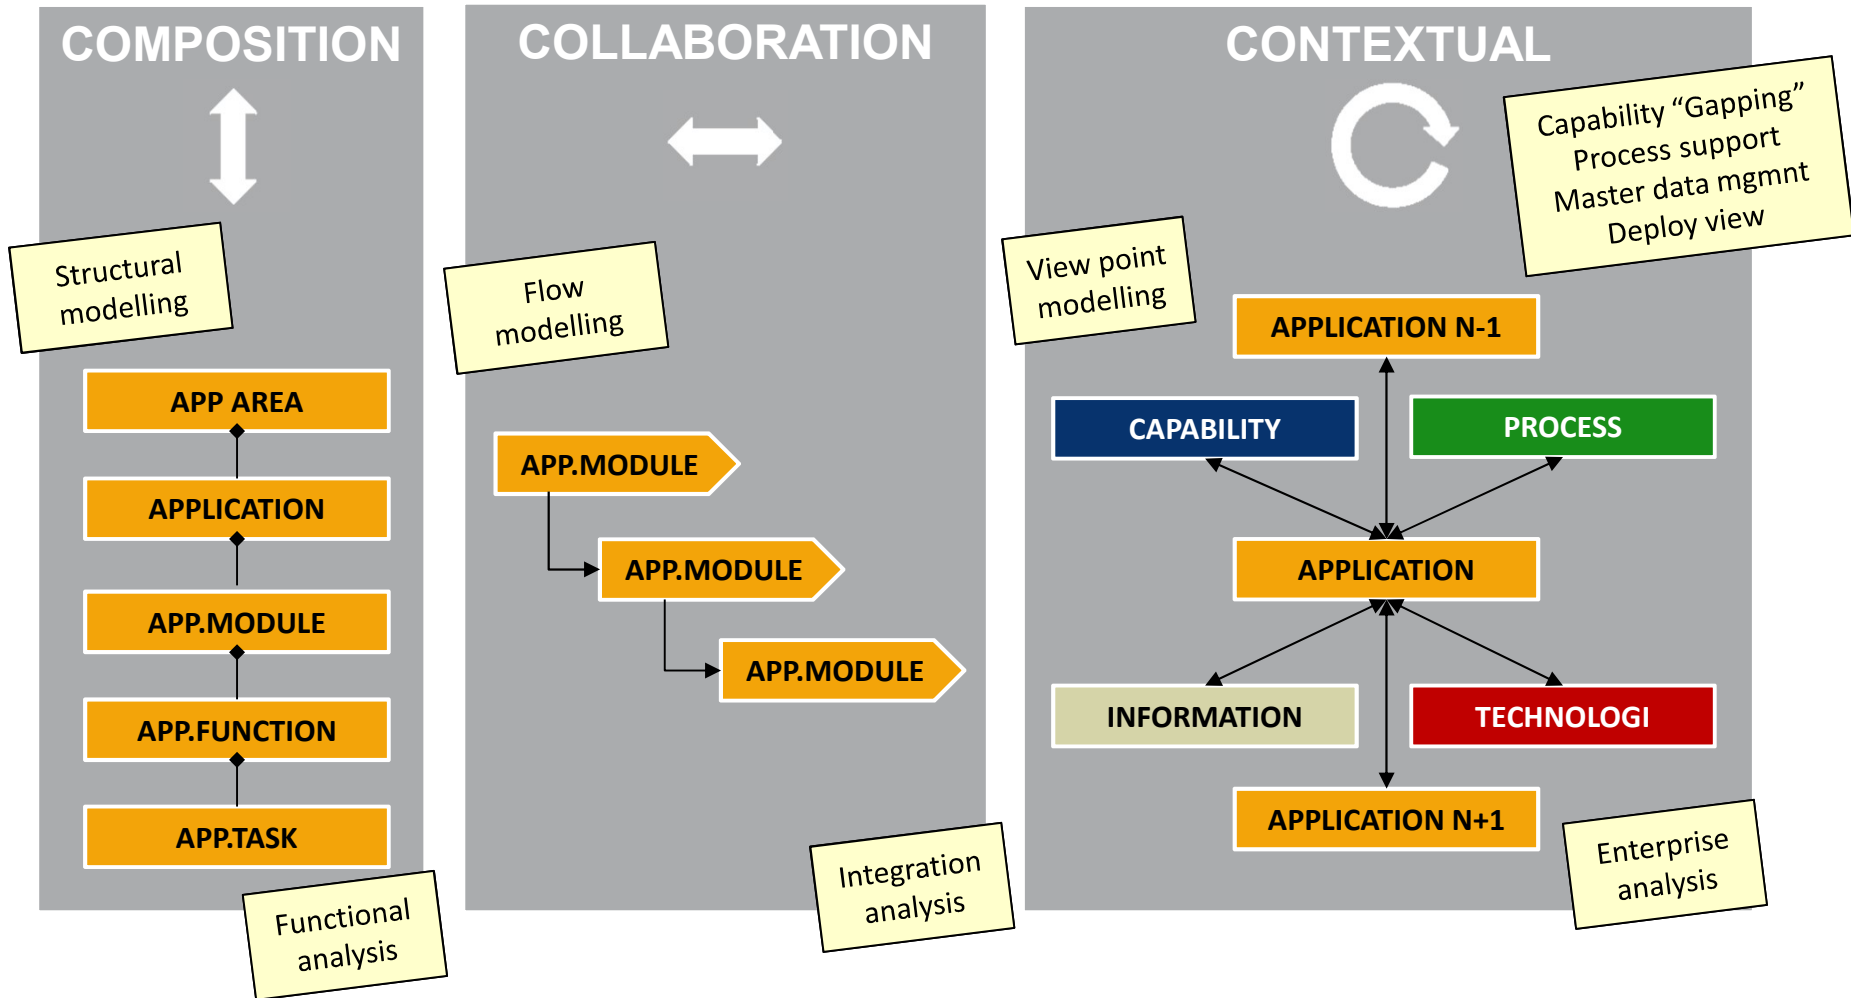 COMPOSITION
Structural
modelling
APP AREA
APPLICATION
APP.MODULE
APP.FUNCTION
APP.TASK
Functional
analysis
COLLABORATION
Flow
modelling
APP.MODULE
APP.MODULE
APP.MODULE
Integration
analysis
CONTEXTUAL
Capability “Gapping”
Process support
Master data mgmnt
Deploy view
View point
modelling
APPLICATION N-1
CAPABILITY
PROCESS
APPLICATION
INFORMATION
TECHNOLOGI
APPLICATION N+1
Enterprise
analysis